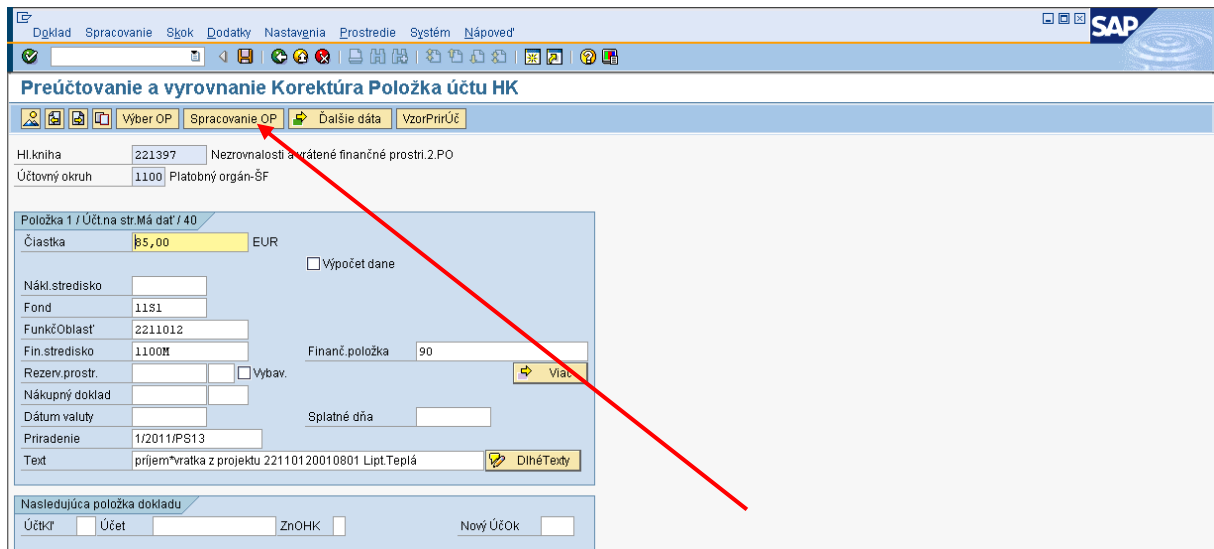 Doklad Spracovanie Skok Dodatky Nastavenia Prostredie Systém Nápoveď
SAP
Preúčtovanie a vyrovnanie Korektúra Položka účtu HK
Výber OP Spracovanie OP Ďalšie dáta VzorPrirÚč
Hl.kniha 221397 Nezrovnalosti a vrátené finančné prostri.2.PO
Účtovný okruh 1100 Platobný orgán-ŠF
Položka 1 / Účt.na str.Má dať / 40
Čiastka 85,00 EUR
Výpočet dane
Nákl.stredisko
Fond 11S1
FunkčOblasť 2211012
Fin.stredisko 1100M Finanč.položka 90
Rezerv.prostr. Vybav. Viac
Nákupný doklad
Dátum valuty Splatné dňa
Priradenie 1/2011/PS13
Text príjem*vratka z projektu 22110120010801 Lipt.Teplá DlhéTexty
Nasledujúca položka dokladu
ÚčtKľ Účet ZnOHK Nový ÚčOk